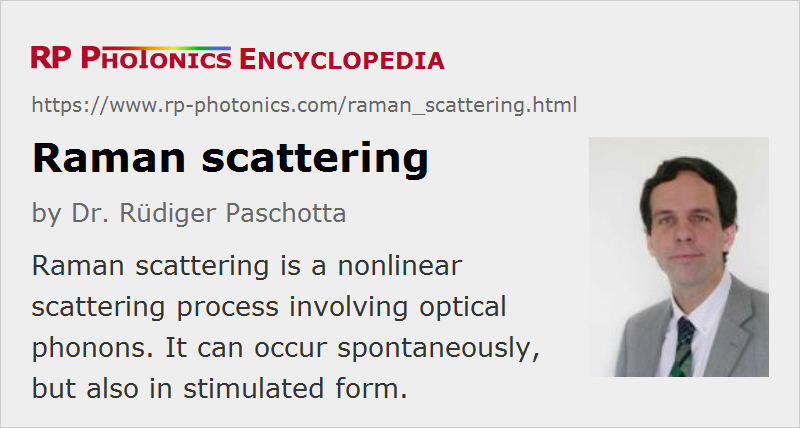 RP PHOTONICS ENCYCLOPEDIA
https://www.rp-photonics.com/raman_scattering.html
Raman scattering
by Dr. Rüdiger Paschotta
Raman scattering is a nonlinear
scattering process involving optical
phonons. It can occur spontaneously,
but also in stimulated form.